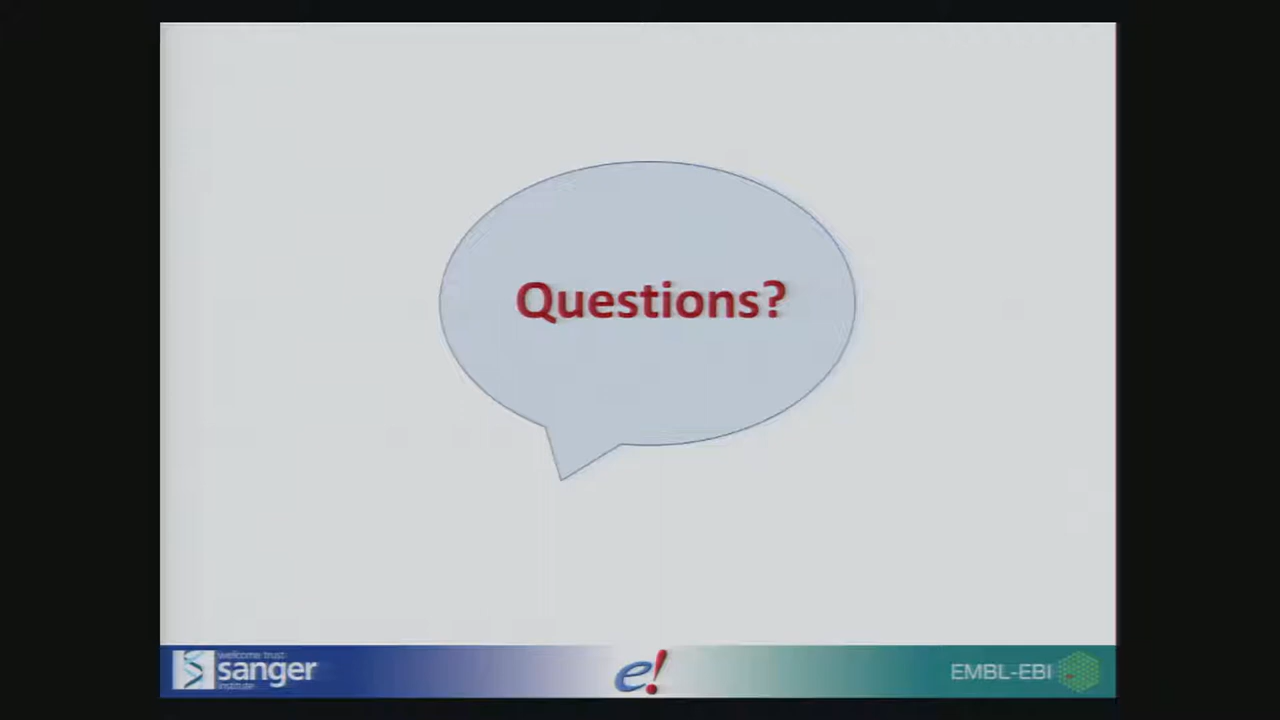 Questions?
wellcome trust
sanger
institute
e!
EMBL-EBI